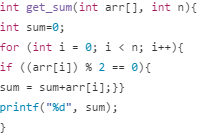 int get_sum(int arr[], int n){
int sum=0;
for (int i = 0; i < n; i++){
if ((arr[i]) % 2 == 0){
sum = sum+arr[i];}}
printf("%d", sum);
}